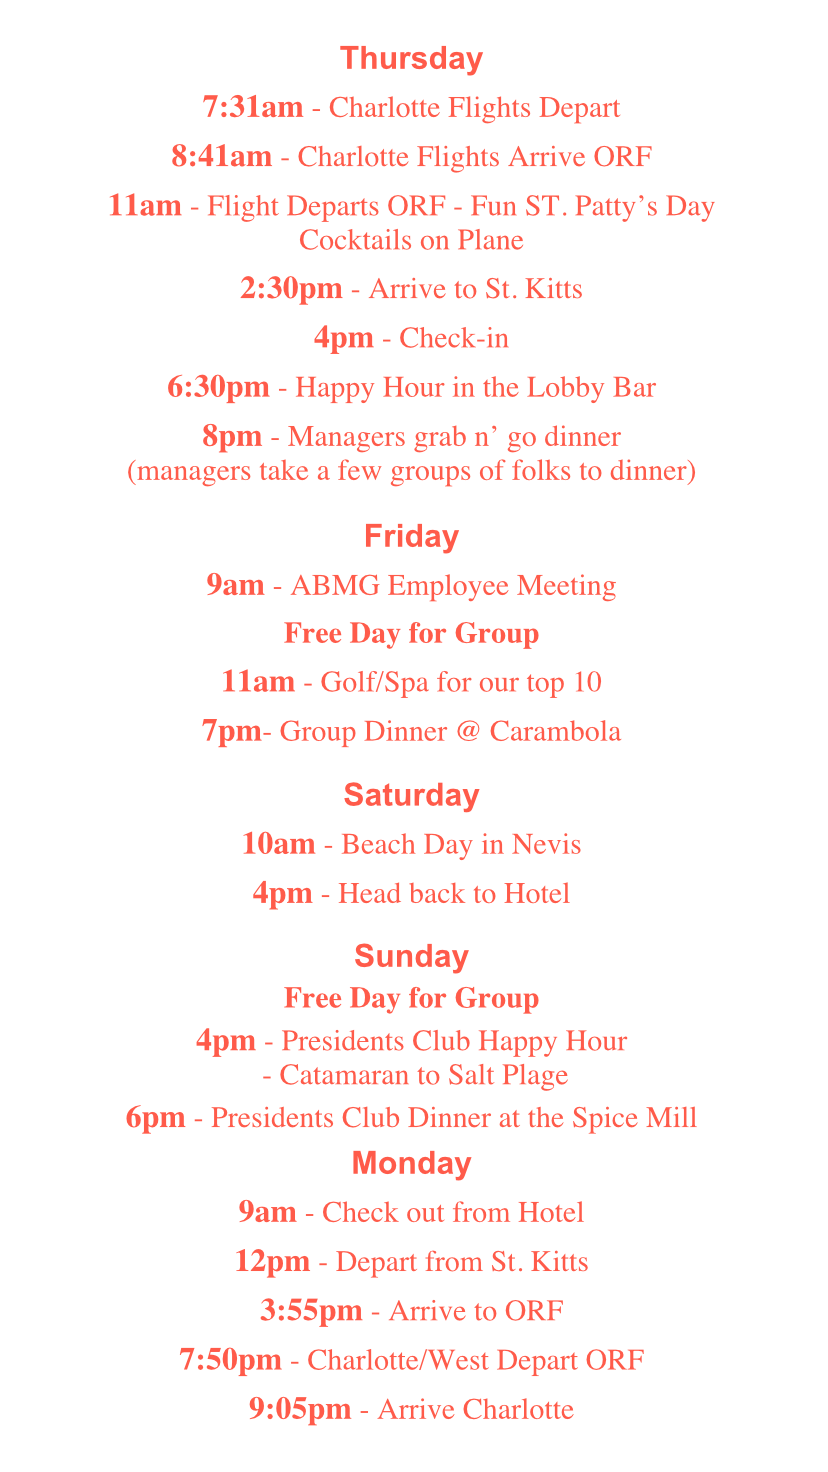 Thursday
7:31am - Charlotte Flights Depart
8:41am - Charlotte Flights Arrive ORF
11am - Flight Departs ORF - Fun ST. Patty’s Day
Cocktails on Plane
2:30pm - Arrive to St. Kitts
4pm - Check-in
6:30pm - Happy Hour in the Lobby Bar
8pm - Managers grab n’ go dinner
(managers take a few groups of folks to dinner)
Friday
9am - ABMG Employee Meeting
Free Day for Group
11am - Golf/Spa for our top 10
7pm- Group Dinner @ Carambola
Saturday
10am - Beach Day in Nevis
4pm - Head back to Hotel
Sunday
Free Day for Group
4pm - Presidents Club Happy Hour
- Catamaran to Salt Plage
6pm - Presidents Club Dinner at the Spice Mill
Monday
9am - Check out from Hotel
12pm - Depart from St. Kitts
3:55pm - Arrive to ORF
7:50pm - Charlotte/West Depart ORF
9:05pm - Arrive Charlotte